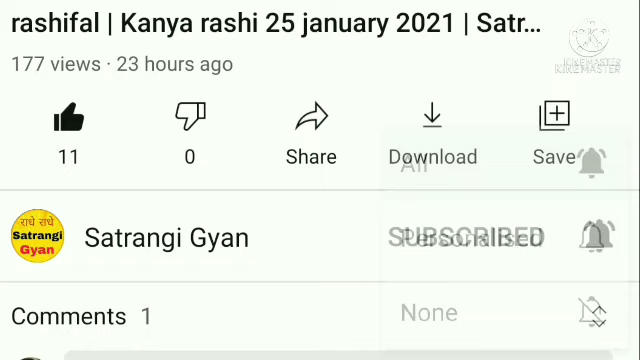 rashifal | Kanya rashi 25 january 2021 | Satr...
KINEMASTER
177 views · 23 hours ago
11
0
Share
Download
Save
All
राधे राधे
Satrangi
Gyan
Satrangi Gyan
SUBSCRIBED
Personalised
Comments 1
None